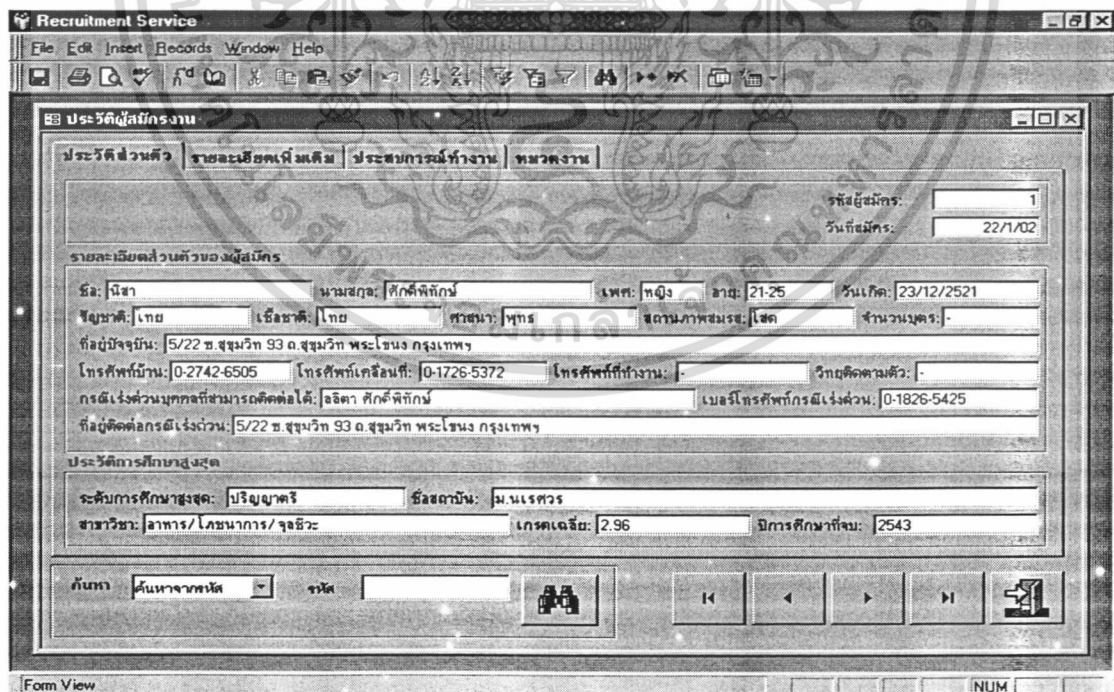 Recruitment Service
File Edit Insert Records Window Help
ประวัติผู้สมัครงาน
ประวัติส่วนตัว รายละเอียดเพิ่มเติม ประสบการณ์ทำงาน หมวดงาน
รหัสผู้สมัคร: 1
วันที่สมัคร: 22/1/02
รายละเอียดส่วนตัวของผู้สมัคร
ชื่อ: นิสา นามสกุล: ศักดิ์พิทักษ์ เพศ: หญิง อายุ: 21-25 วันเกิด: 23/12/2521
สัญชาติ: ไทย เชื้อชาติ: ไทย ศาสนา: พุทธ สถานภาพสมรส: โสด จำนวนบุตร: -
ที่อยู่ปัจจุบัน: 5/22 ซ.สุขุมวิท 93 ถ.สุขุมวิท พระโขนง กรุงเทพฯ
โทรศัพท์บ้าน: 0-2742-6505 โทรศัพท์เคลื่อนที่: 0-1726-5372 โทรศัพท์ที่ทำงาน: - วิทยุติดตามตัว: -
กรณีเร่งด่วนบุคคลที่สามารถติดต่อได้: ลลิตา ศักดิ์พิทักษ์ เบอร์โทรศัพท์กรณีเร่งด่วน: 0-1826-5425
ที่อยู่ติดต่อกรณีเร่งด่วน: 5/22 ซ.สุขุมวิท 93 ถ.สุขุมวิท พระโขนง กรุงเทพฯ
ประวัติการศึกษาสูงสุด
ระดับการศึกษาสูงสุด: ปริญญาตรี ชื่อสถาบัน: ม.นเรศวร
สาขาวิชา: อาหาร/โภชนาการ/จุลชีวะ เกรดเฉลี่ย: 2.96 ปีการศึกษาที่จบ: 2543
ค้นหา ค้นหาจากรหัส รหัส
Form View NUM